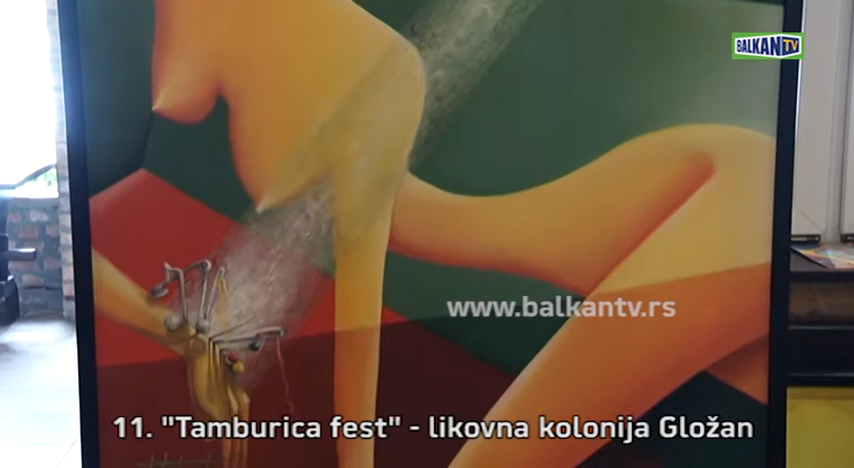 BALKAN TV
www.balkantv.rs
11. "Tamburica fest" - likovna kolonija Gložan